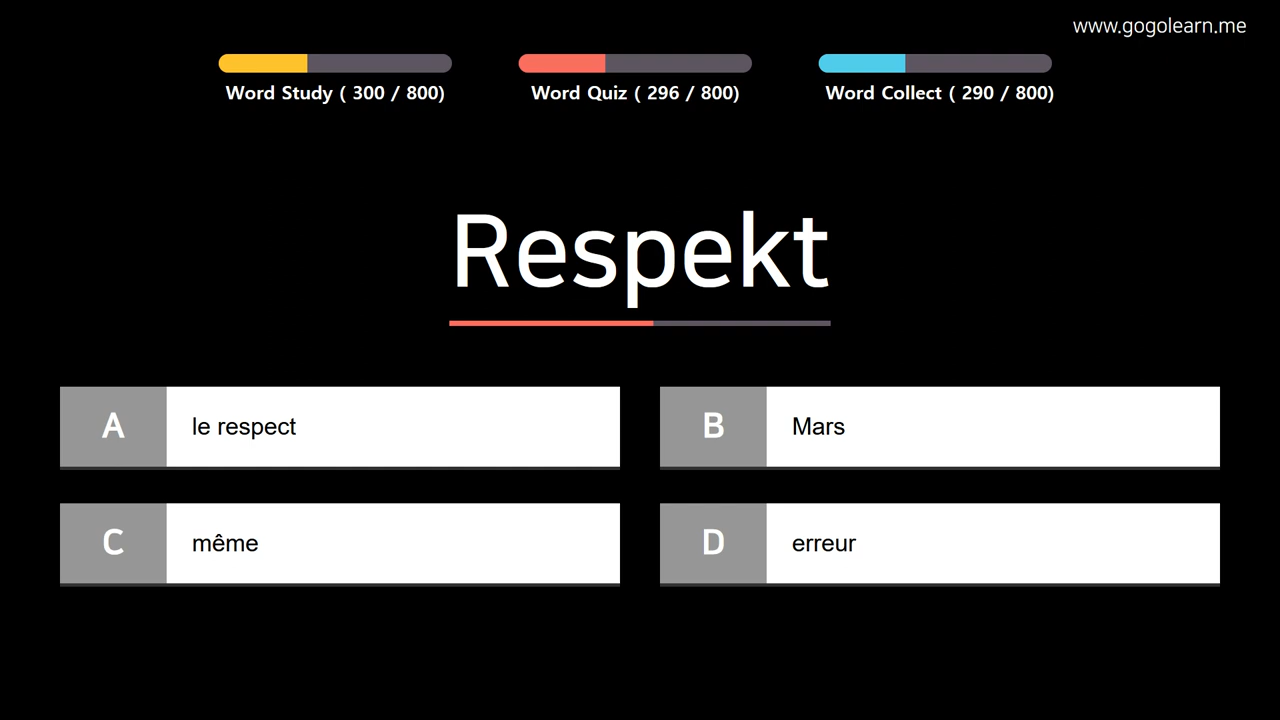 www.gogolearn.me
Word Study ( 300 / 800)
Word Quiz ( 296 / 800)
Word Collect ( 290 / 800)
Respekt
A le respect
B Mars
C même
D erreur